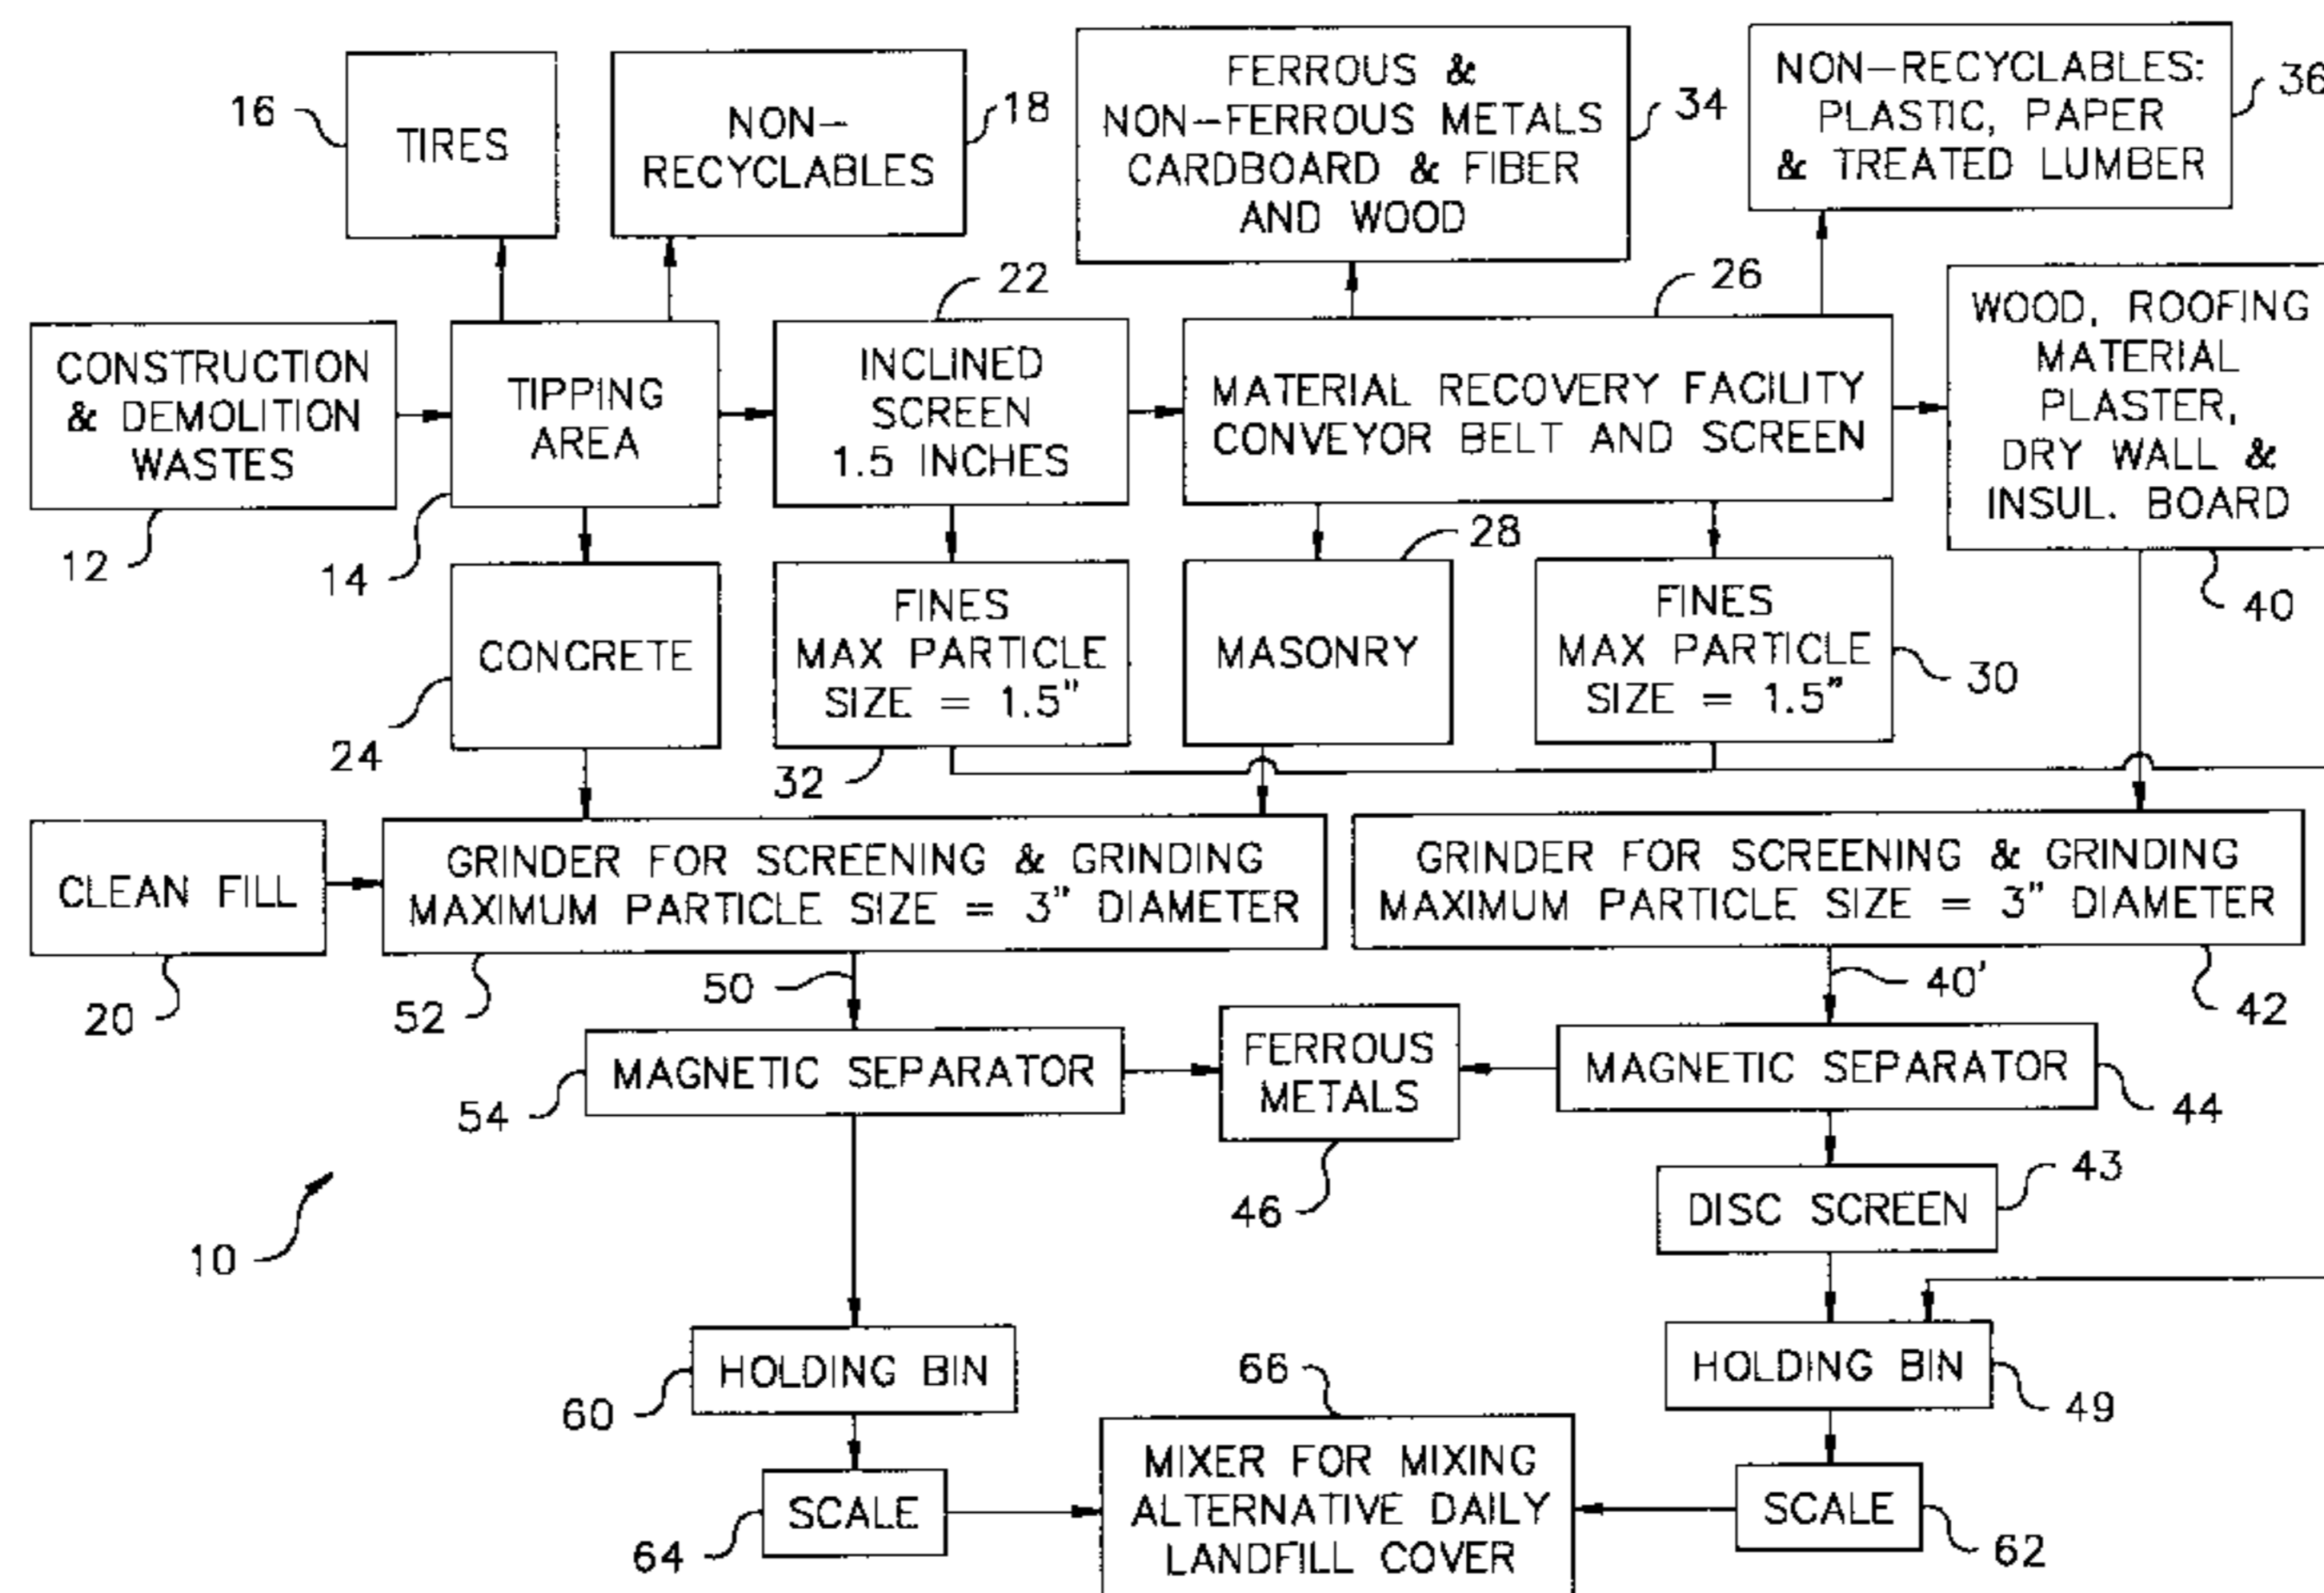 16
TIRES
NON-
RECYCLABLES
18
FERROUS &
NON-FERROUS METALS
CARDBOARD & FIBER
AND WOOD
34
NON-RECYCLABLES:
PLASTIC, PAPER
& TREATED LUMBER
36
CONSTRUCTION
& DEMOLITION
WASTES
12
TIPPING
AREA
14
22
INCLINED
SCREEN
1.5 INCHES
26
MATERIAL RECOVERY FACILITY
CONVEYOR BELT AND SCREEN
WOOD, ROOFING
MATERIAL
PLASTER,
DRY WALL &
INSUL. BOARD
40
CONCRETE
24
FINES
MAX PARTICLE
SIZE = 1.5"
32
28
MASONRY
FINES
MAX PARTICLE
SIZE = 1.5"
30
CLEAN FILL
20
GRINDER FOR SCREENING & GRINDING
MAXIMUM PARTICLE SIZE = 3" DIAMETER
52
50
GRINDER FOR SCREENING & GRINDING
MAXIMUM PARTICLE SIZE = 3" DIAMETER
40'
42
MAGNETIC SEPARATOR
54
FERROUS
METALS
46
MAGNETIC SEPARATOR
44
43
DISC SCREEN
10
HOLDING BIN
60
HOLDING BIN
49
SCALE
64
66
MIXER FOR MIXING
ALTERNATIVE DAILY
LANDFILL COVER
SCALE
62